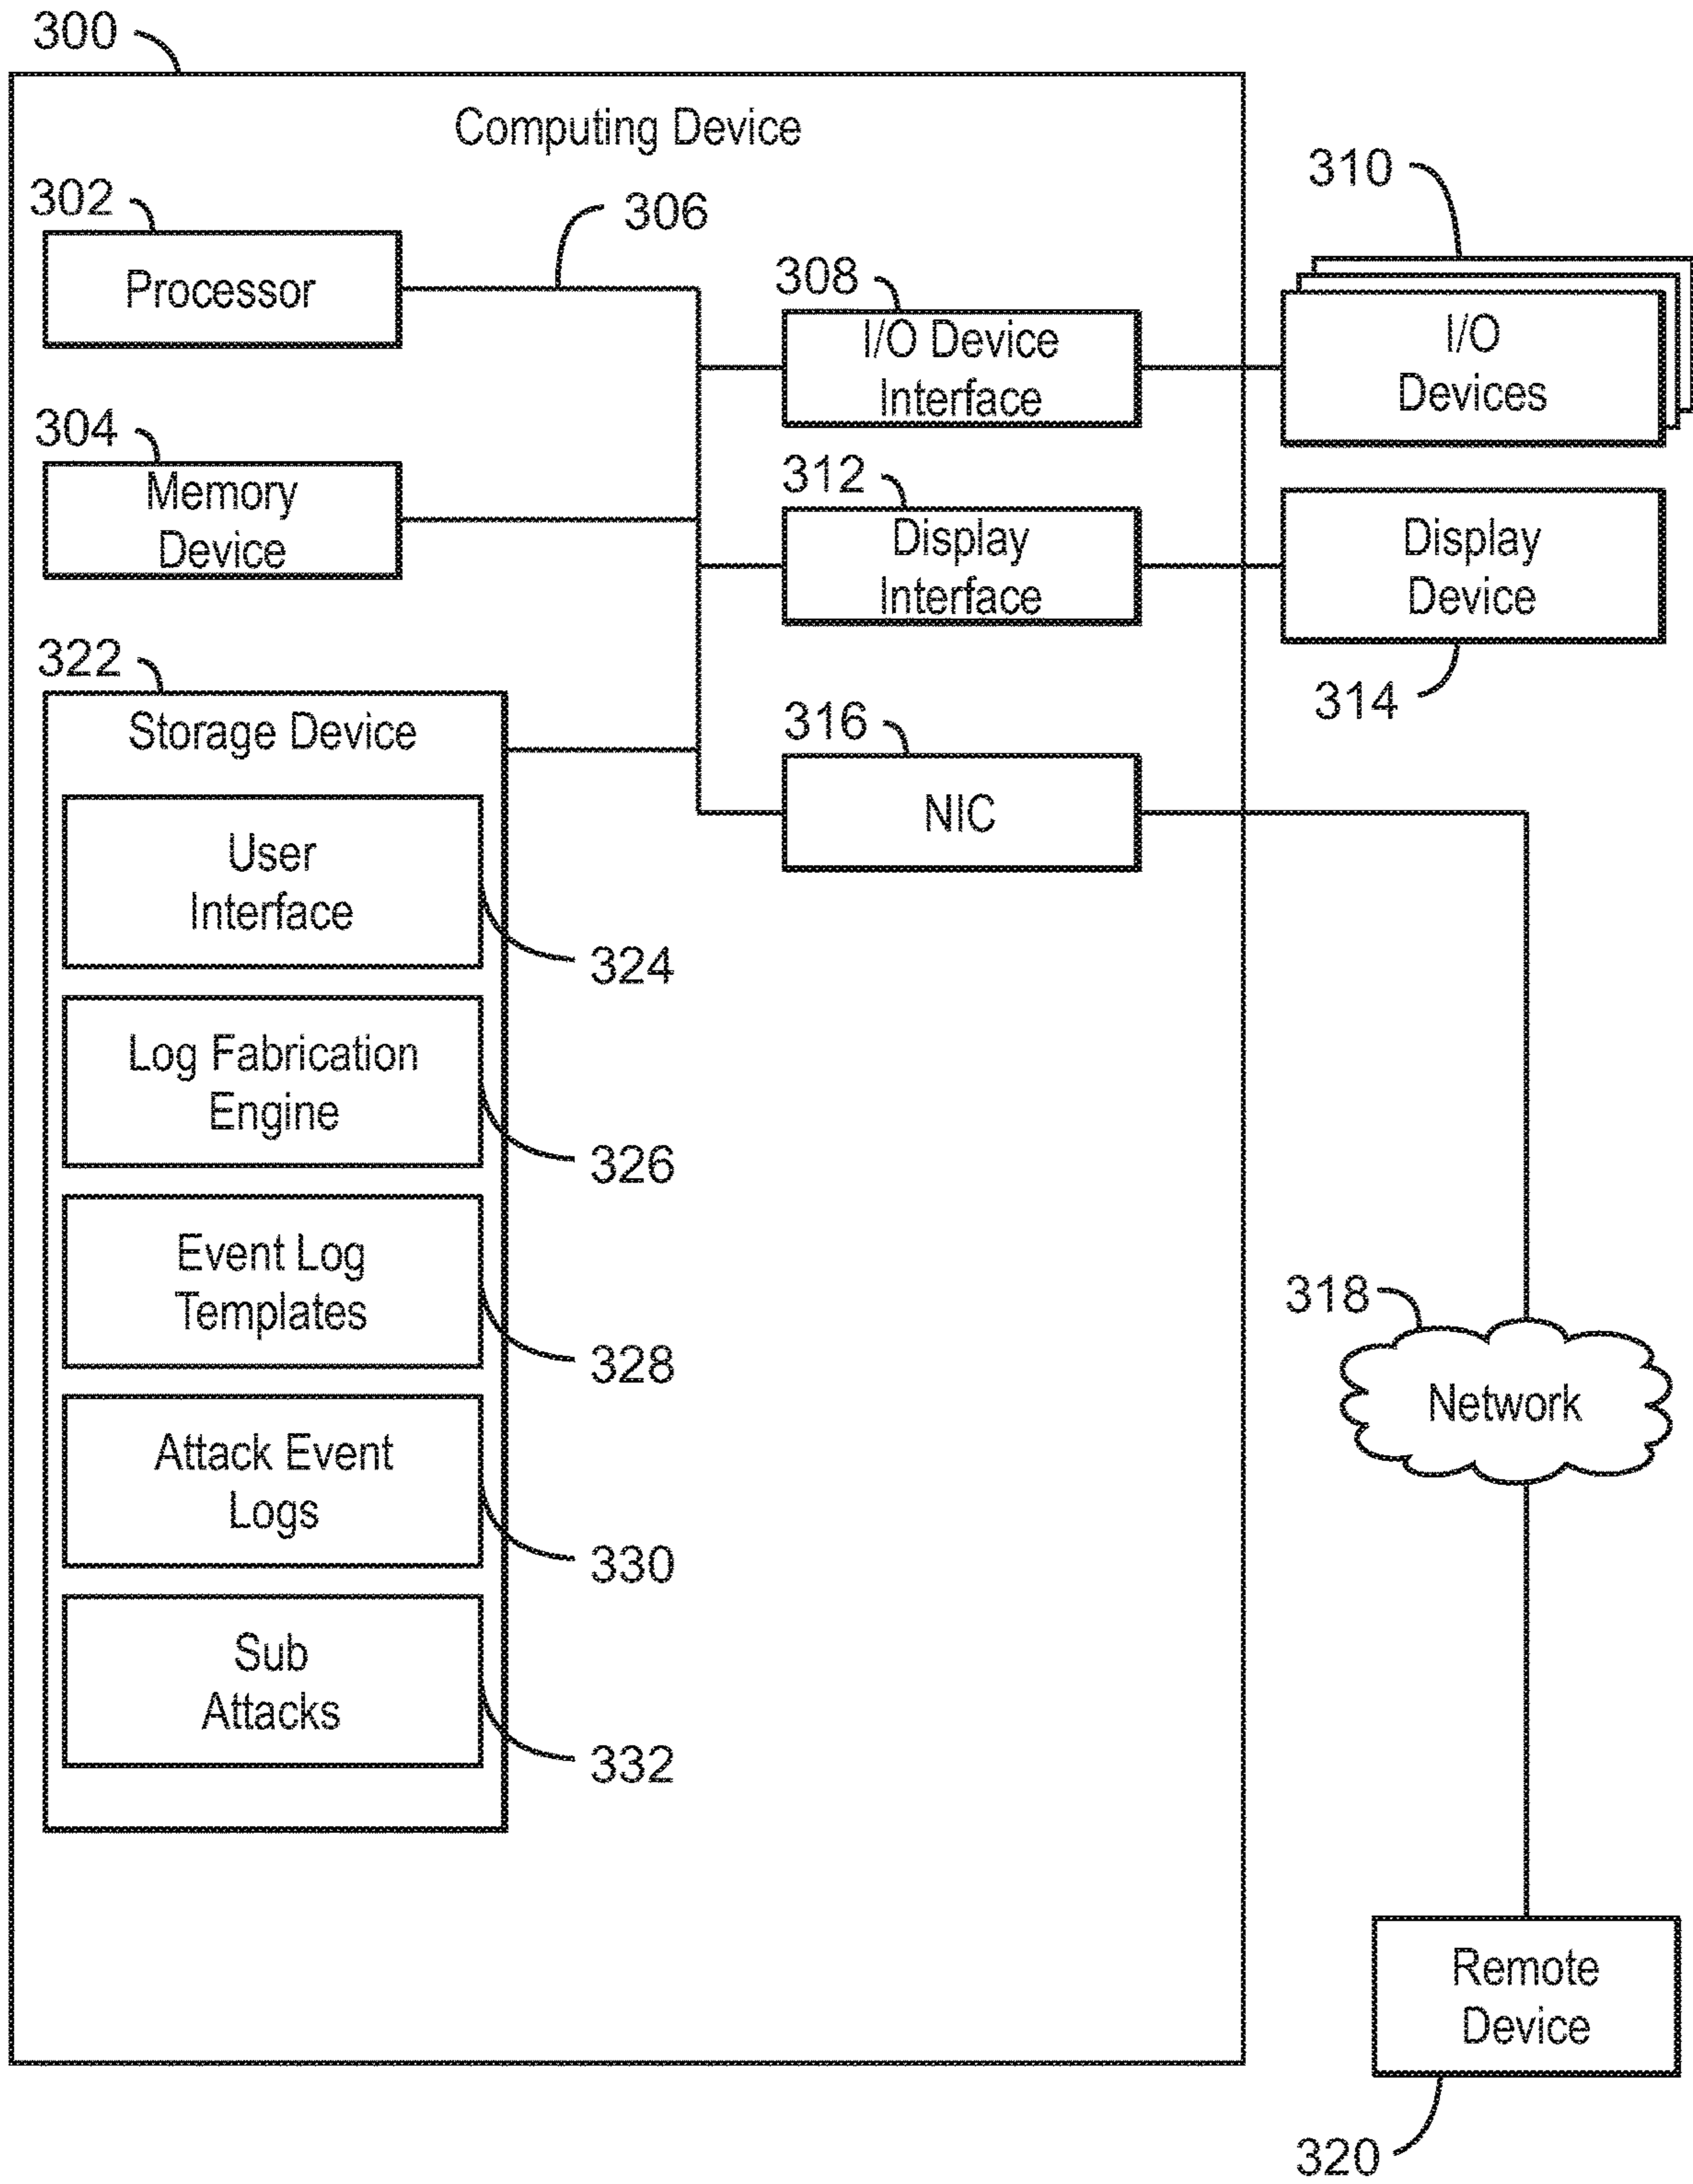 300
Computing Device
302
Processor
306
304
Memory
Device
308
I/O Device
Interface
310
I/O
Devices
312
Display
Interface
Display
Device
314
322
Storage Device
316
NIC
User
Interface
324
Log Fabrication
Engine
326
Event Log
Templates
328
Attack Event
Logs
330
Sub
Attacks
332
318
Network
Remote
Device
320